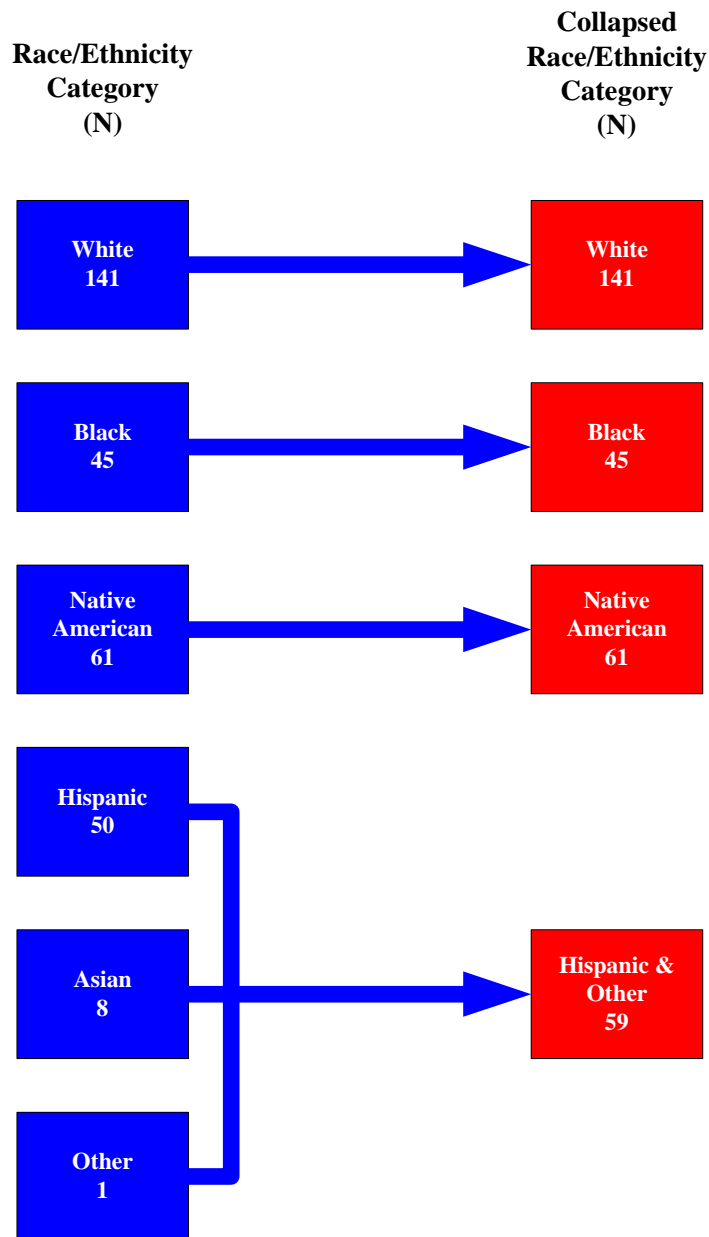 Race/Ethnicity
Category
(N)
Collapsed
Race/Ethnicity
Category
(N)
White
141
White
141
Black
45
Black
45
Native
American
61
Native
American
61
Hispanic
50
Asian
8
Hispanic &
Other
59
Other
1